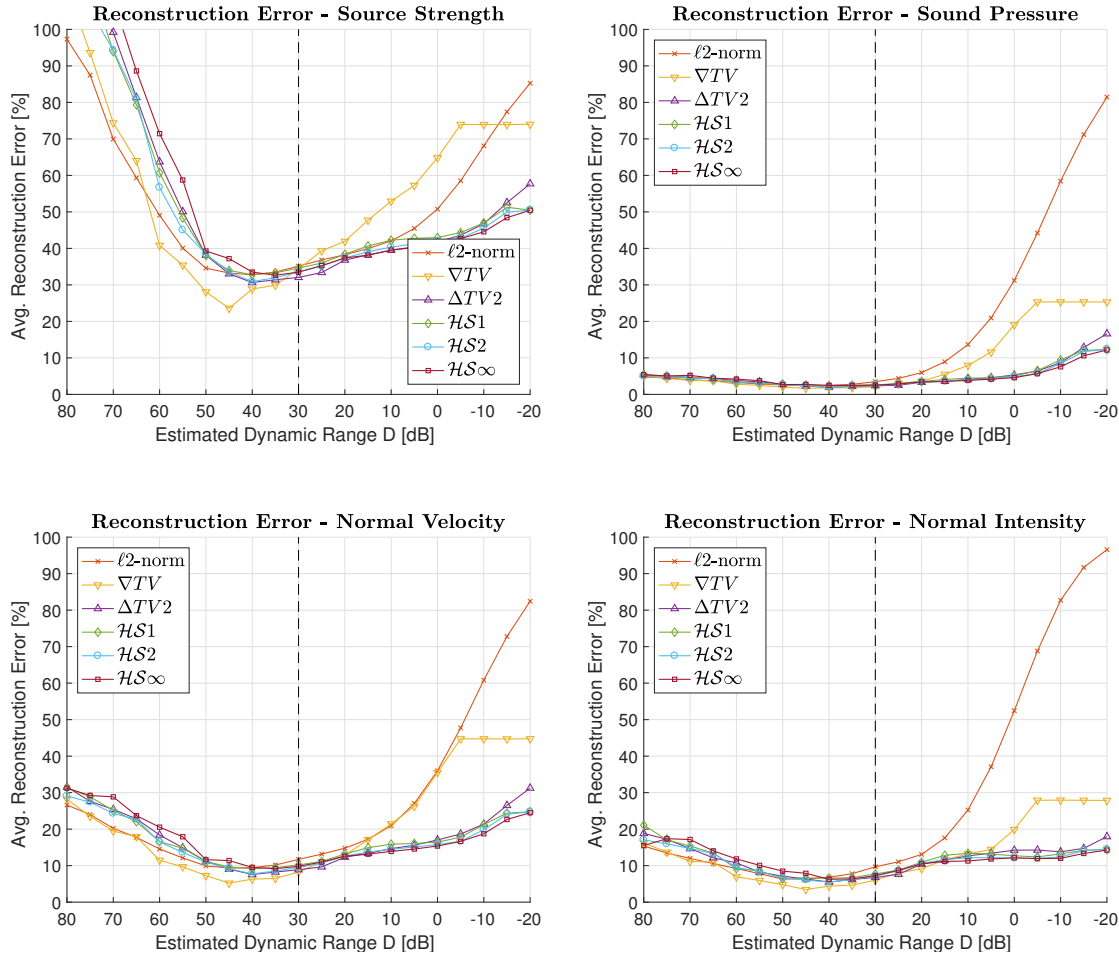 Reconstruction Error - Source Strength
100
90
80
70
60
50
40
30
20
10
0
Avg. Reconstruction Error [%]
80 70 60 50 40 30 20 10 0 -10 -20
Estimated Dynamic Range D [dB]
ℓ2-norm
∇TV
ΔTV2
ℋ𝒮1
ℋ𝒮2
ℋ𝒮∞
Reconstruction Error - Sound Pressure
100
90
80
70
60
50
40
30
20
10
0
Avg. Reconstruction Error [%]
80 70 60 50 40 30 20 10 0 -10 -20
Estimated Dynamic Range D [dB]
ℓ2-norm
∇TV
ΔTV2
ℋ𝒮1
ℋ𝒮2
ℋ𝒮∞
Reconstruction Error - Normal Velocity
100
90
80
70
60
50
40
30
20
10
0
Avg. Reconstruction Error [%]
80 70 60 50 40 30 20 10 0 -10 -20
Estimated Dynamic Range D [dB]
ℓ2-norm
∇TV
ΔTV2
ℋ𝒮1
ℋ𝒮2
ℋ𝒮∞
Reconstruction Error - Normal Intensity
100
90
80
70
60
50
40
30
20
10
0
Avg. Reconstruction Error [%]
80 70 60 50 40 30 20 10 0 -10 -20
Estimated Dynamic Range D [dB]
ℓ2-norm
∇TV
ΔTV2
ℋ𝒮1
ℋ𝒮2
ℋ𝒮∞